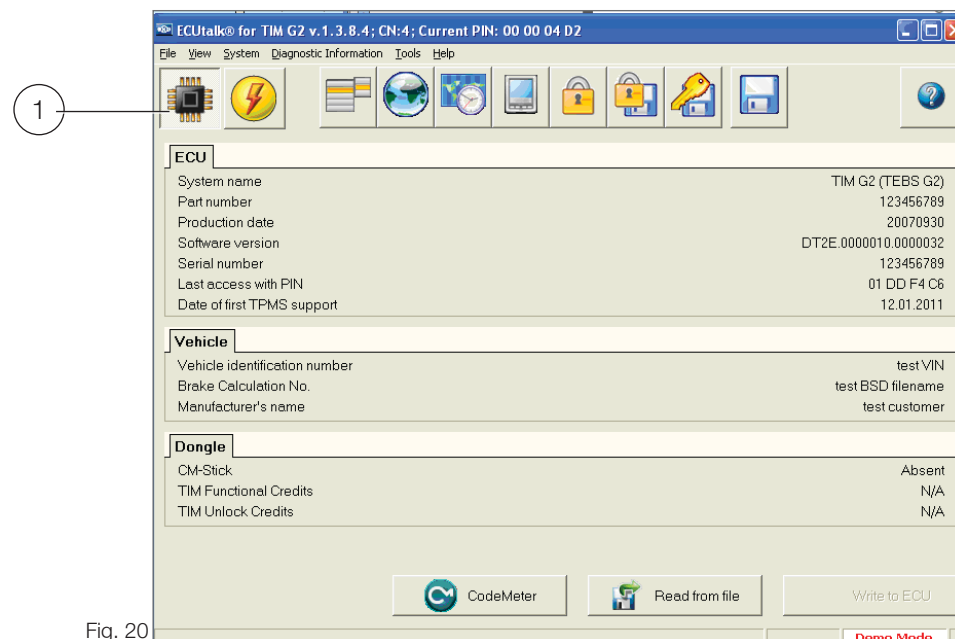 ECUtalk® for TIM G2 v.1.3.8.4; CN:4; Current PIN: 00 00 04 D2
File View System Diagnostic Information Tools Help
1
ECU
System name TIM G2 (TEBS G2)
Part number 123456789
Production date 20070930
Software version DT2E.0000010.0000032
Serial number 123456789
Last access with PIN 01 DD F4 C6
Date of first TPMS support 12.01.2011
Vehicle
Vehicle identification number test VIN
Brake Calculation No. test BSD filename
Manufacturer's name test customer
Dongle
CM-Stick Absent
TIM Functional Credits N/A
TIM Unlock Credits N/A
CodeMeter Read from file Write to ECU
Fig. 20
Demo Mode